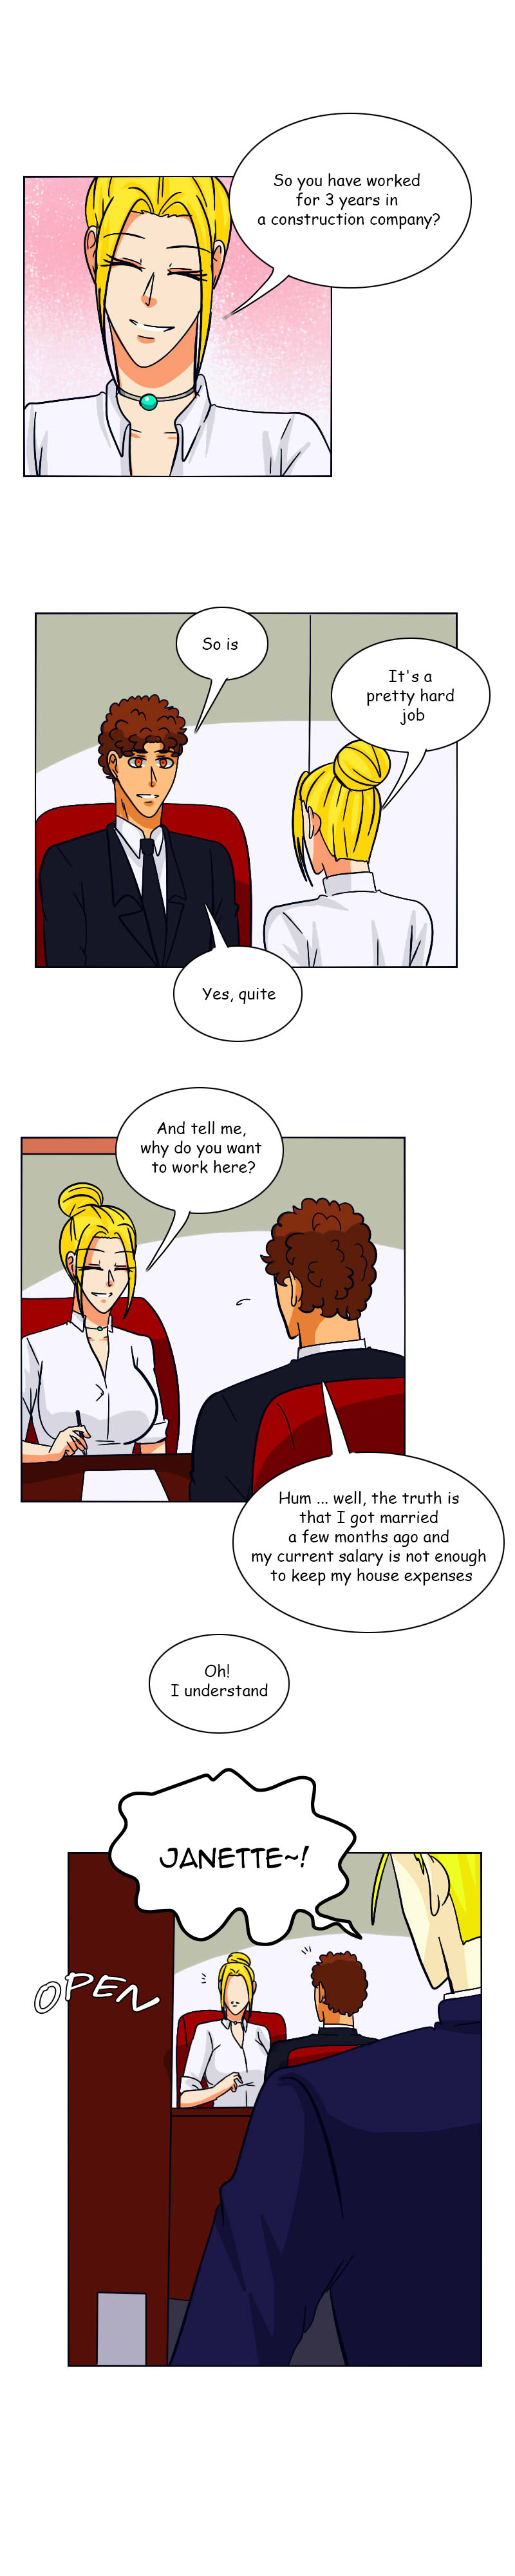 So you have worked
for 3 years in
a construction company?
So is
It's a
pretty hard
job
Yes, quite
And tell me,
why do you want
to work here?
Hum ... well, the truth is
that I got married
a few months ago and
my current salary is not enough
to keep my house expenses
Oh!
I understand
JANETTE~!
OPEN